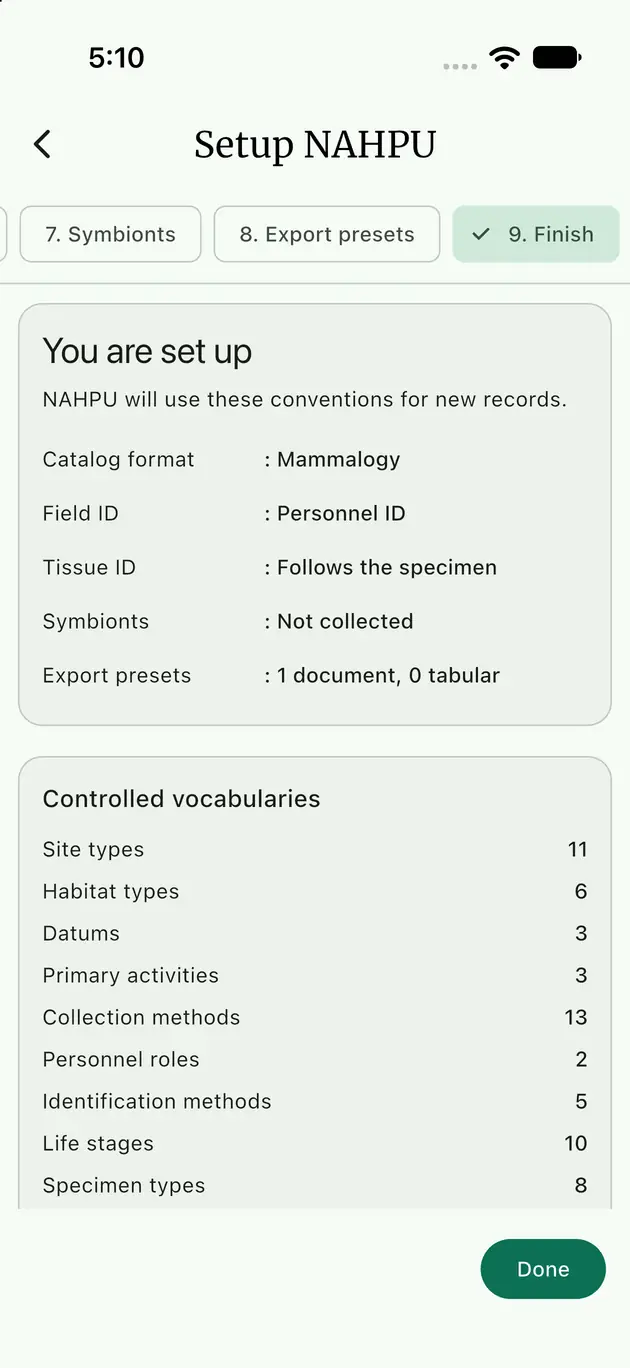 5:10
Setup NAHPU
7. Symbionts
8. Export presets
9. Finish
You are set up
NAHPU will use these conventions for new records.
Catalog format : Mammalogy
Field ID : Personnel ID
Tissue ID : Follows the specimen
Symbionts : Not collected
Export presets : 1 document, 0 tabular
Controlled vocabularies
Site types 11
Habitat types 6
Datums 3
Primary activities 3
Collection methods 13
Personnel roles 2
Identification methods 5
Life stages 10
Specimen types 8
Done